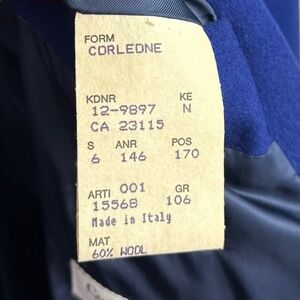 FORM
CORLEONE
KDNR KE
12-9897 N
CA 23115
S ANR POS
6 146 170
ARTI 001 GR
15568 106
Made in Italy
MAT
60% WOOL